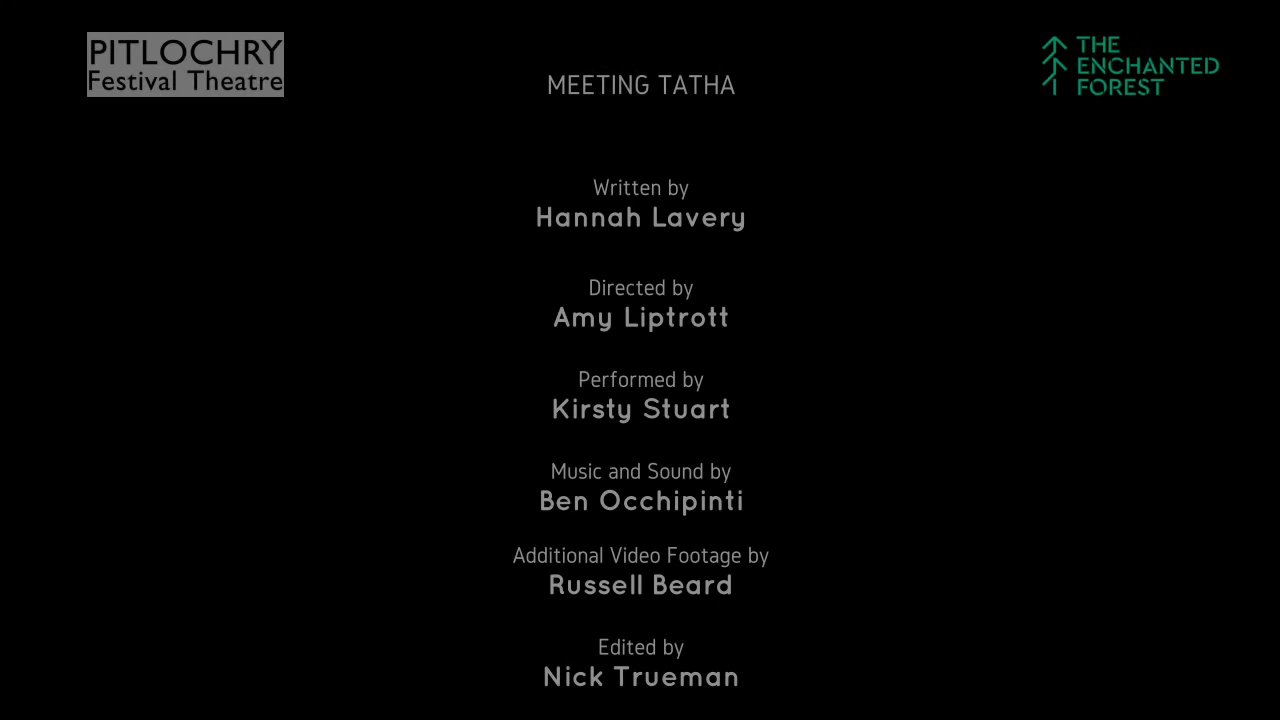 PITLOCHRY
Festival Theatre
THE
ENCHANTED
FOREST
MEETING TATHA
Written by
Hannah Lavery
Directed by
Amy Liptrott
Performed by
Kirsty Stuart
Music and Sound by
Ben Occhipinti
Additional Video Footage by
Russell Beard
Edited by
Nick Trueman